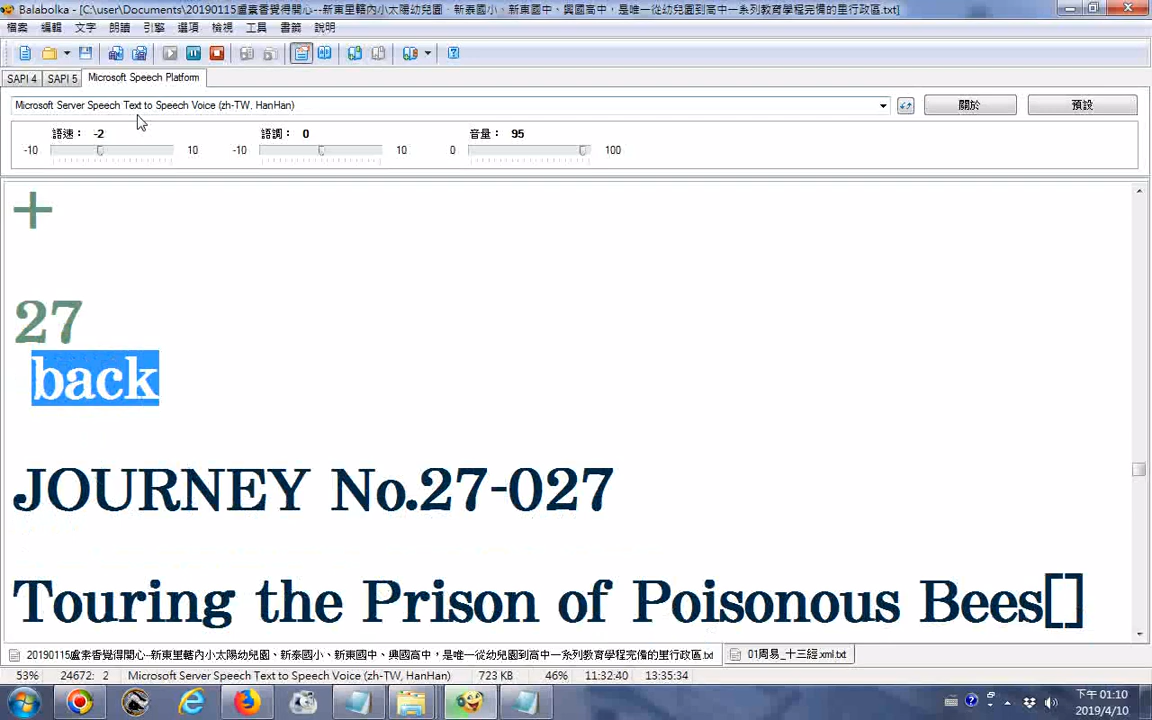 Balabolka - [C:\user\Documents\20190115盧素香覺得開心--新東里轄內小太陽幼兒園、新泰國小、新東國中、興國高中，是唯一從幼兒園到高中一系列教育學程完備的里行政區.txt]
檔案 編輯 文字 朗讀 引擎 選項 檢視 工具 書籤 說明
SAPI 4 SAPI 5 Microsoft Speech Platform
Microsoft Server Speech Text to Speech Voice (zh-TW, HanHan) 關於 預設
語速： -2 語調： 0 音量： 95
-10 10 -10 10 0 100
+
27
back
JOURNEY No.27-027
Touring the Prison of Poisonous Bees[]
20190115盧素香覺得開心--新東里轄內小太陽幼兒園、新泰國小、新東國中、興國高中，是唯一從幼兒園到高中一系列教育學程完備的里行政區.txt 01周易_十三經.xml.txt
53% 24672: 2 Microsoft Server Speech Text to Speech Voice (zh-TW, HanHan) 723 KB 46% 11:32:40 13:35:34
下午 01:10
2019/4/10